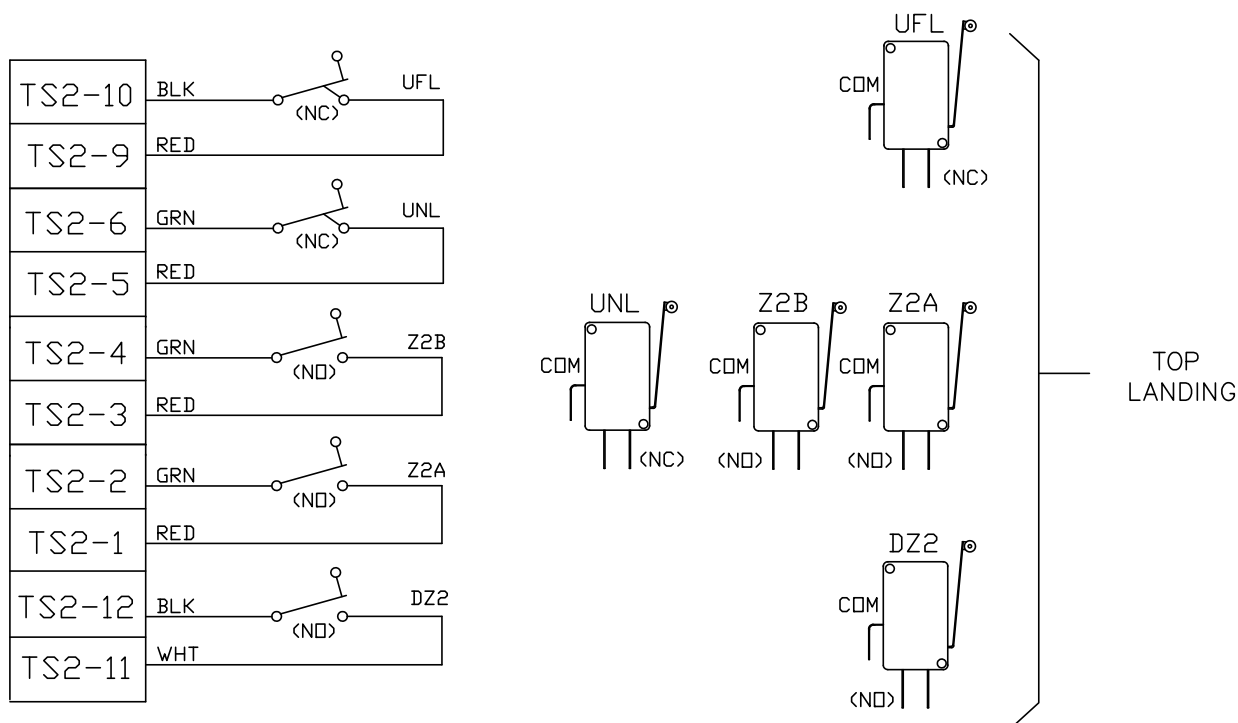 TS2-10 BLK (NC) UFL
TS2-9 RED
TS2-6 GRN (NC) UNL
TS2-5 RED
TS2-4 GRN (NO) Z2B
TS2-3 RED
TS2-2 GRN (NO) Z2A
TS2-1 RED
TS2-12 BLK (NO) DZ2
TS2-11 WHT
UFL
COM
(NC)
UNL
COM
(NC)
Z2B
COM
(NO)
Z2A
COM
(NO)
DZ2
COM
(NO)
TOP
LANDING